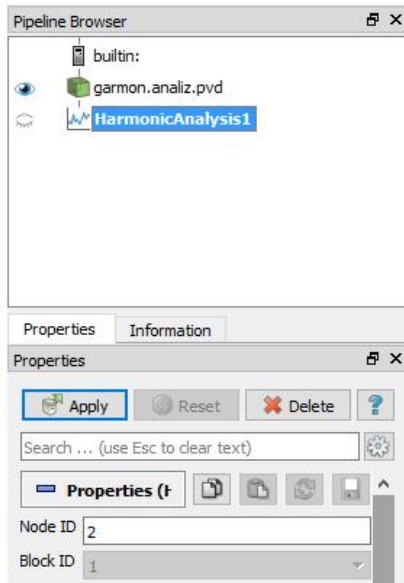 Pipeline Browser
builtin:
garmon.analiz.pvd
HarmonicAnalysis1
Properties Information
Properties
Apply Reset Delete ?
Search ... (use Esc to clear text)
Properties (H
Node ID 2
Block ID 1